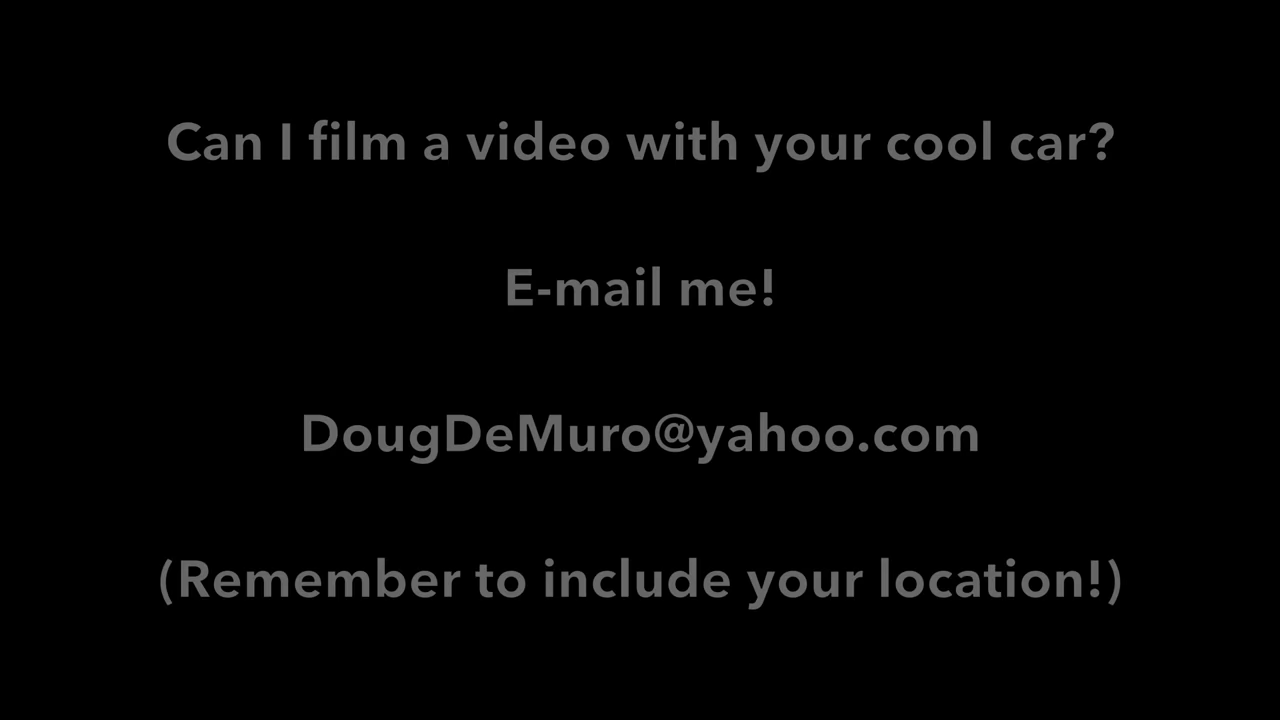 Can I film a video with your cool car?
E-mail me!
DougDeMuro@yahoo.com
(Remember to include your location!)